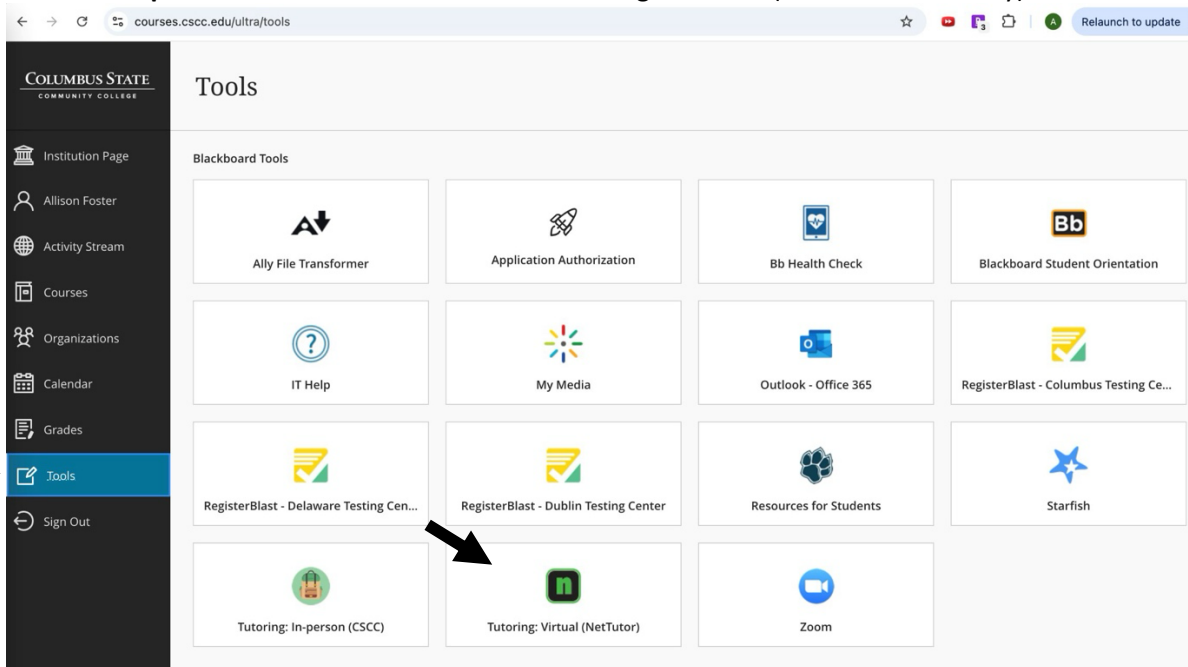 courses.cscc.edu/ultra/tools
3
A
Relaunch to update
COLUMBUS STATE
COMMUNITY COLLEGE
Tools
Institution Page
Allison Foster
Activity Stream
Courses
Organizations
Calendar
Grades
Tools
Sign Out
Blackboard Tools
Ally File Transformer
Application Authorization
Bb Health Check
Bb
Blackboard Student Orientation
IT Help
My Media
Outlook - Office 365
RegisterBlast - Columbus Testing Ce...
RegisterBlast - Delaware Testing Cen...
RegisterBlast - Dublin Testing Center
Resources for Students
Starfish
Tutoring: In-person (CSCC)
n
Tutoring: Virtual (NetTutor)
Zoom